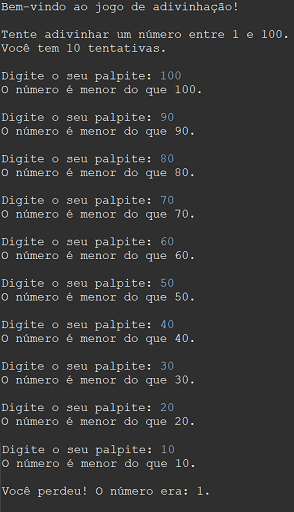 Bem-vindo ao jogo de adivinhação!
Tente adivinhar um número entre 1 e 100.
Você tem 10 tentativas.
Digite o seu palpite: 100
O número é menor do que 100.
Digite o seu palpite: 90
O número é menor do que 90.
Digite o seu palpite: 80
O número é menor do que 80.
Digite o seu palpite: 70
O número é menor do que 70.
Digite o seu palpite: 60
O número é menor do que 60.
Digite o seu palpite: 50
O número é menor do que 50.
Digite o seu palpite: 40
O número é menor do que 40.
Digite o seu palpite: 30
O número é menor do que 30.
Digite o seu palpite: 20
O número é menor do que 20.
Digite o seu palpite: 10
O número é menor do que 10.
Você perdeu! O número era: 1.